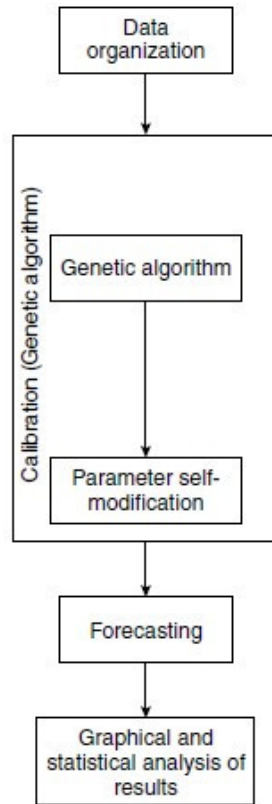 Data
organization
Calibration (Genetic algorithm)
Genetic algorithm
Parameter self-
modification
Forecasting
Graphical and
statistical analysis of
results